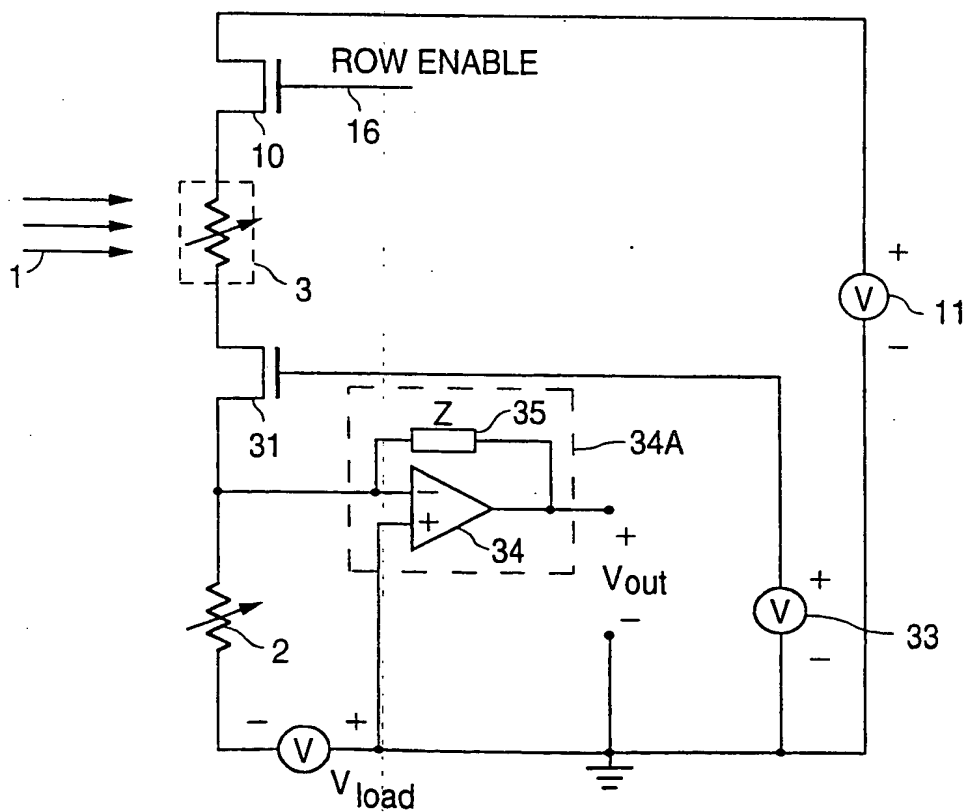 ROW ENABLE
16
10
1
3
+
V
11
−
31
Z
35
34A
−
+
34
+
Vout
−
2
+
V
33
−
−
V
+
Vload